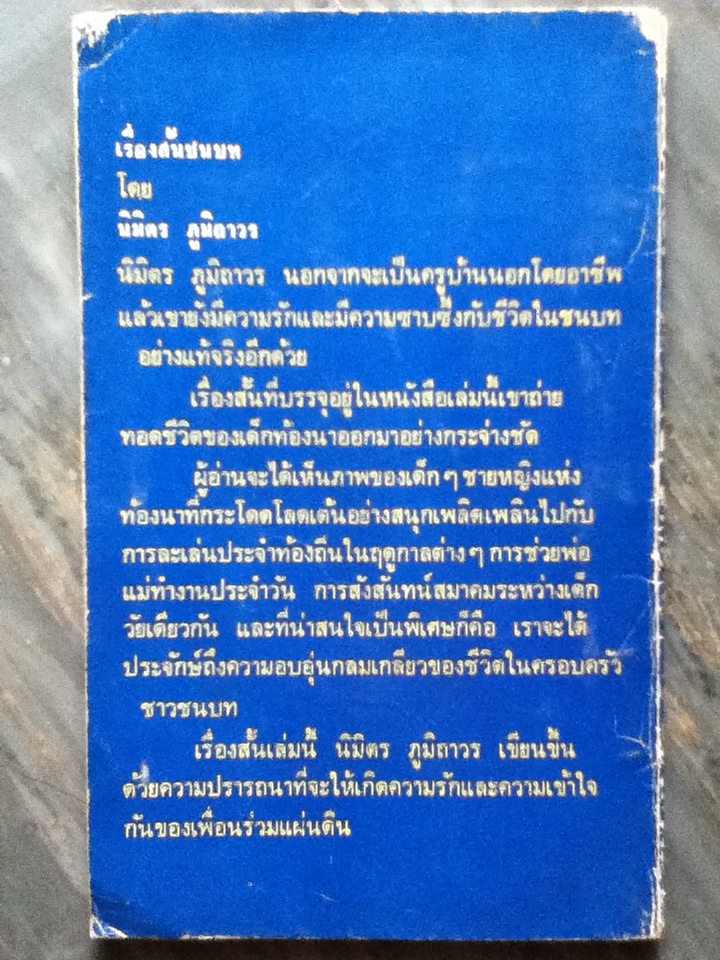 เรื่องสั้นชนบท
โดย
นิมิตร ภูมิถาวร
นิมิตร ภูมิถาวร นอกจากจะเป็นครูบ้านนอกโดยอาชีพ
แล้วเขายังมีความรักและมีความซาบซึ้งกับชีวิตในชนบท
อย่างแท้จริงอีกด้วย
เรื่องสั้นที่บรรจุอยู่ในหนังสือเล่มนี้เขาถ่าย
ทอดชีวิตของเด็กท้องนาออกมาอย่างกระจ่างชัด
ผู้อ่านจะได้เห็นภาพของเด็ก ๆ ชายหญิงแห่ง
ท้องนาที่กระโดดโลดเต้นอย่างสนุกเพลิดเพลินไปกับ
การละเล่นประจำท้องถิ่นในฤดูกาลต่าง ๆ การช่วยพ่อ
แม่ทำงานประจำวัน การสังสันทน์สมาคมระหว่างเด็ก
วัยเดียวกัน และที่น่าสนใจเป็นพิเศษก็คือ เราจะได้
ประจักษ์ถึงความอบอุ่นกลมเกลียวของชีวิตในครอบครัว
ชาวชนบท
เรื่องสั้นเล่มนี้ นิมิตร ภูมิถาวร เขียนขึ้น
ด้วยความปรารถนาที่จะให้เกิดความรักและความเข้าใจ
กันของเพื่อนร่วมแผ่นดิน